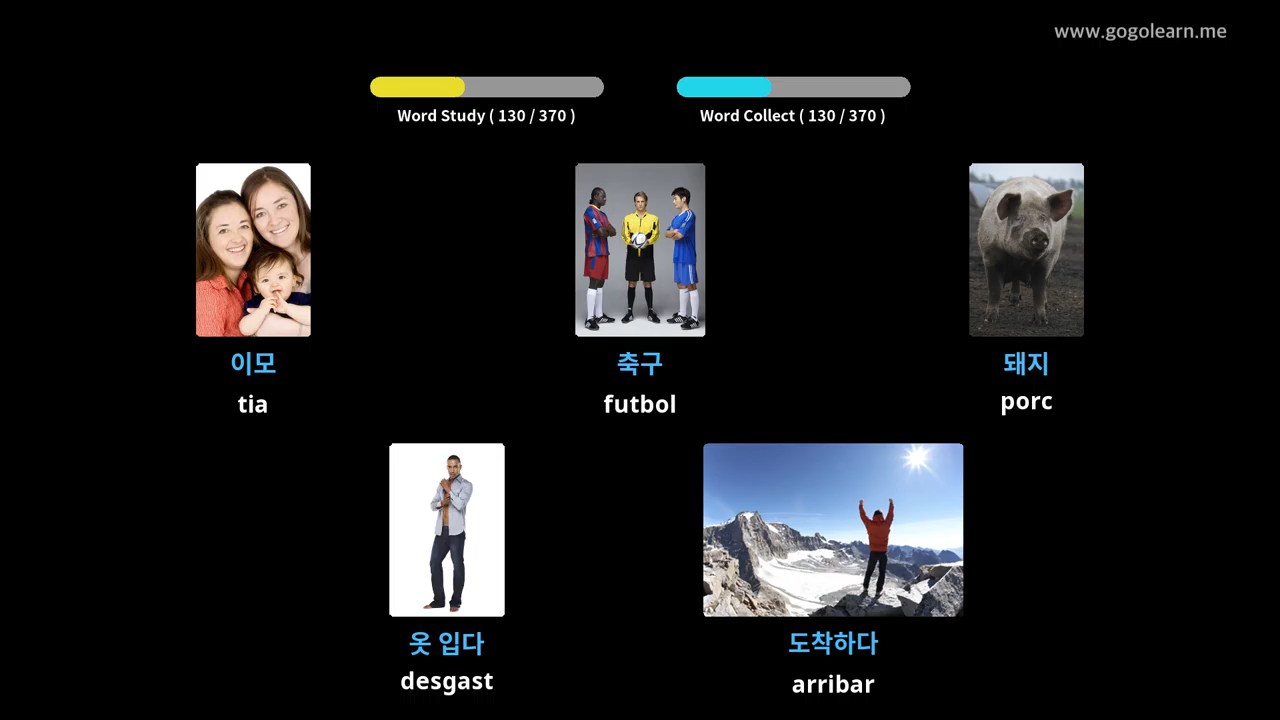 www.gogolearn.me
Word Study ( 130 / 370 )
Word Collect ( 130 / 370 )
이모
축구
돼지
tia
futbol
porc
옷 입다
도착하다
desgast
arribar